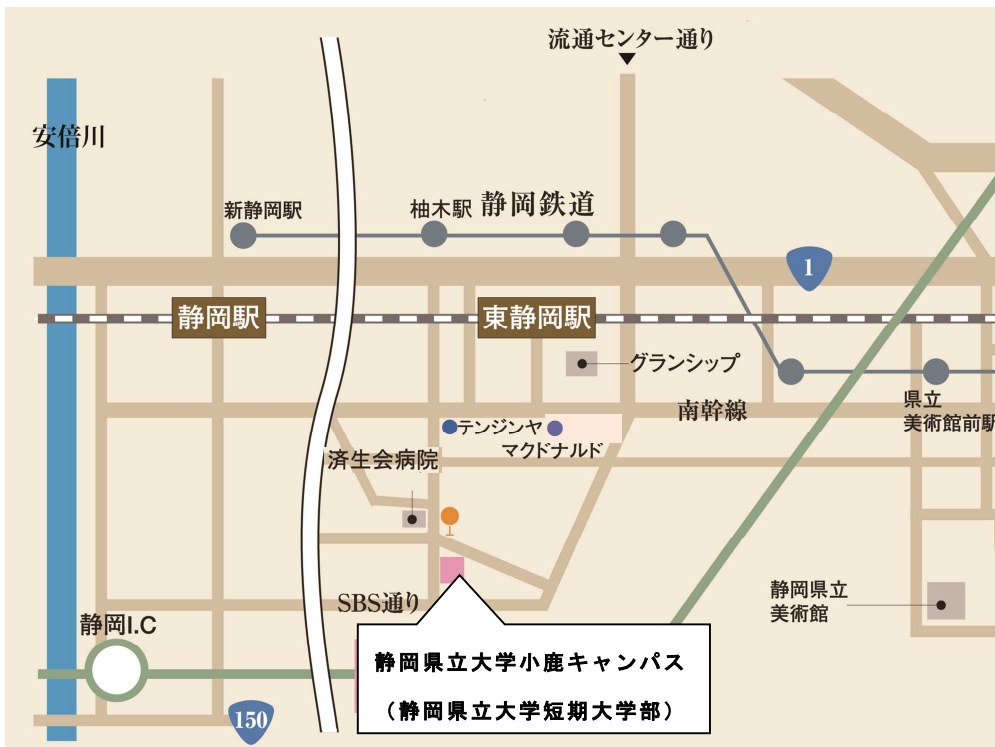 流通センター通り
安倍川
新静岡駅
柚木駅
静岡鉄道
1
静岡駅
東静岡駅
グランシップ
南幹線
県立
美術館前駅
テンジンヤ
マクドナルド
済生会病院
静岡県立
美術館
SBS通り
静岡I.C
静岡県立大学小鹿キャンパス
（静岡県立大学短期大学部）
150